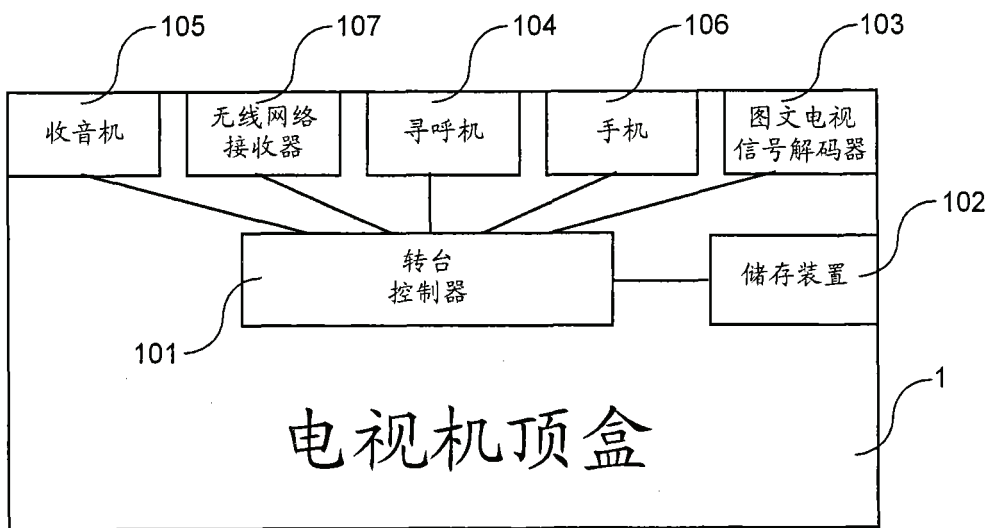 105
107
104
106
103
收音机
无线网络
接收器
寻呼机
手机
图文电视
信号解码器
102
转台
控制器
储存装置
101
1
电视机顶盒